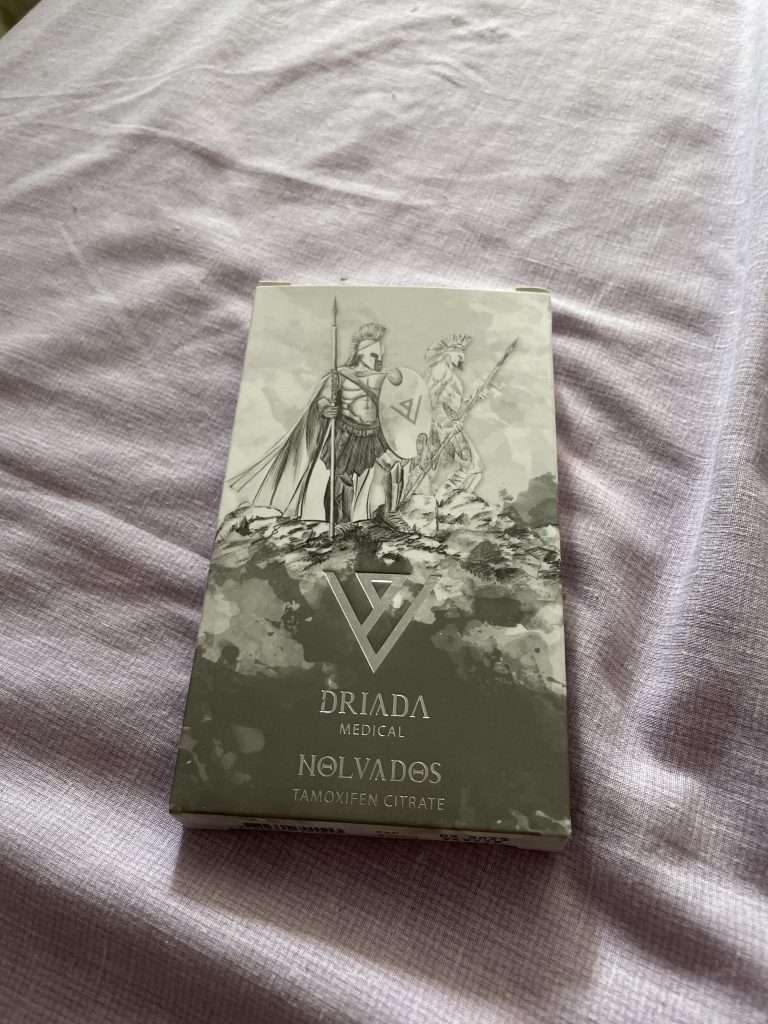 DRIADA
MEDICAL
NOLVADOS
TAMOXIFEN CITRATE